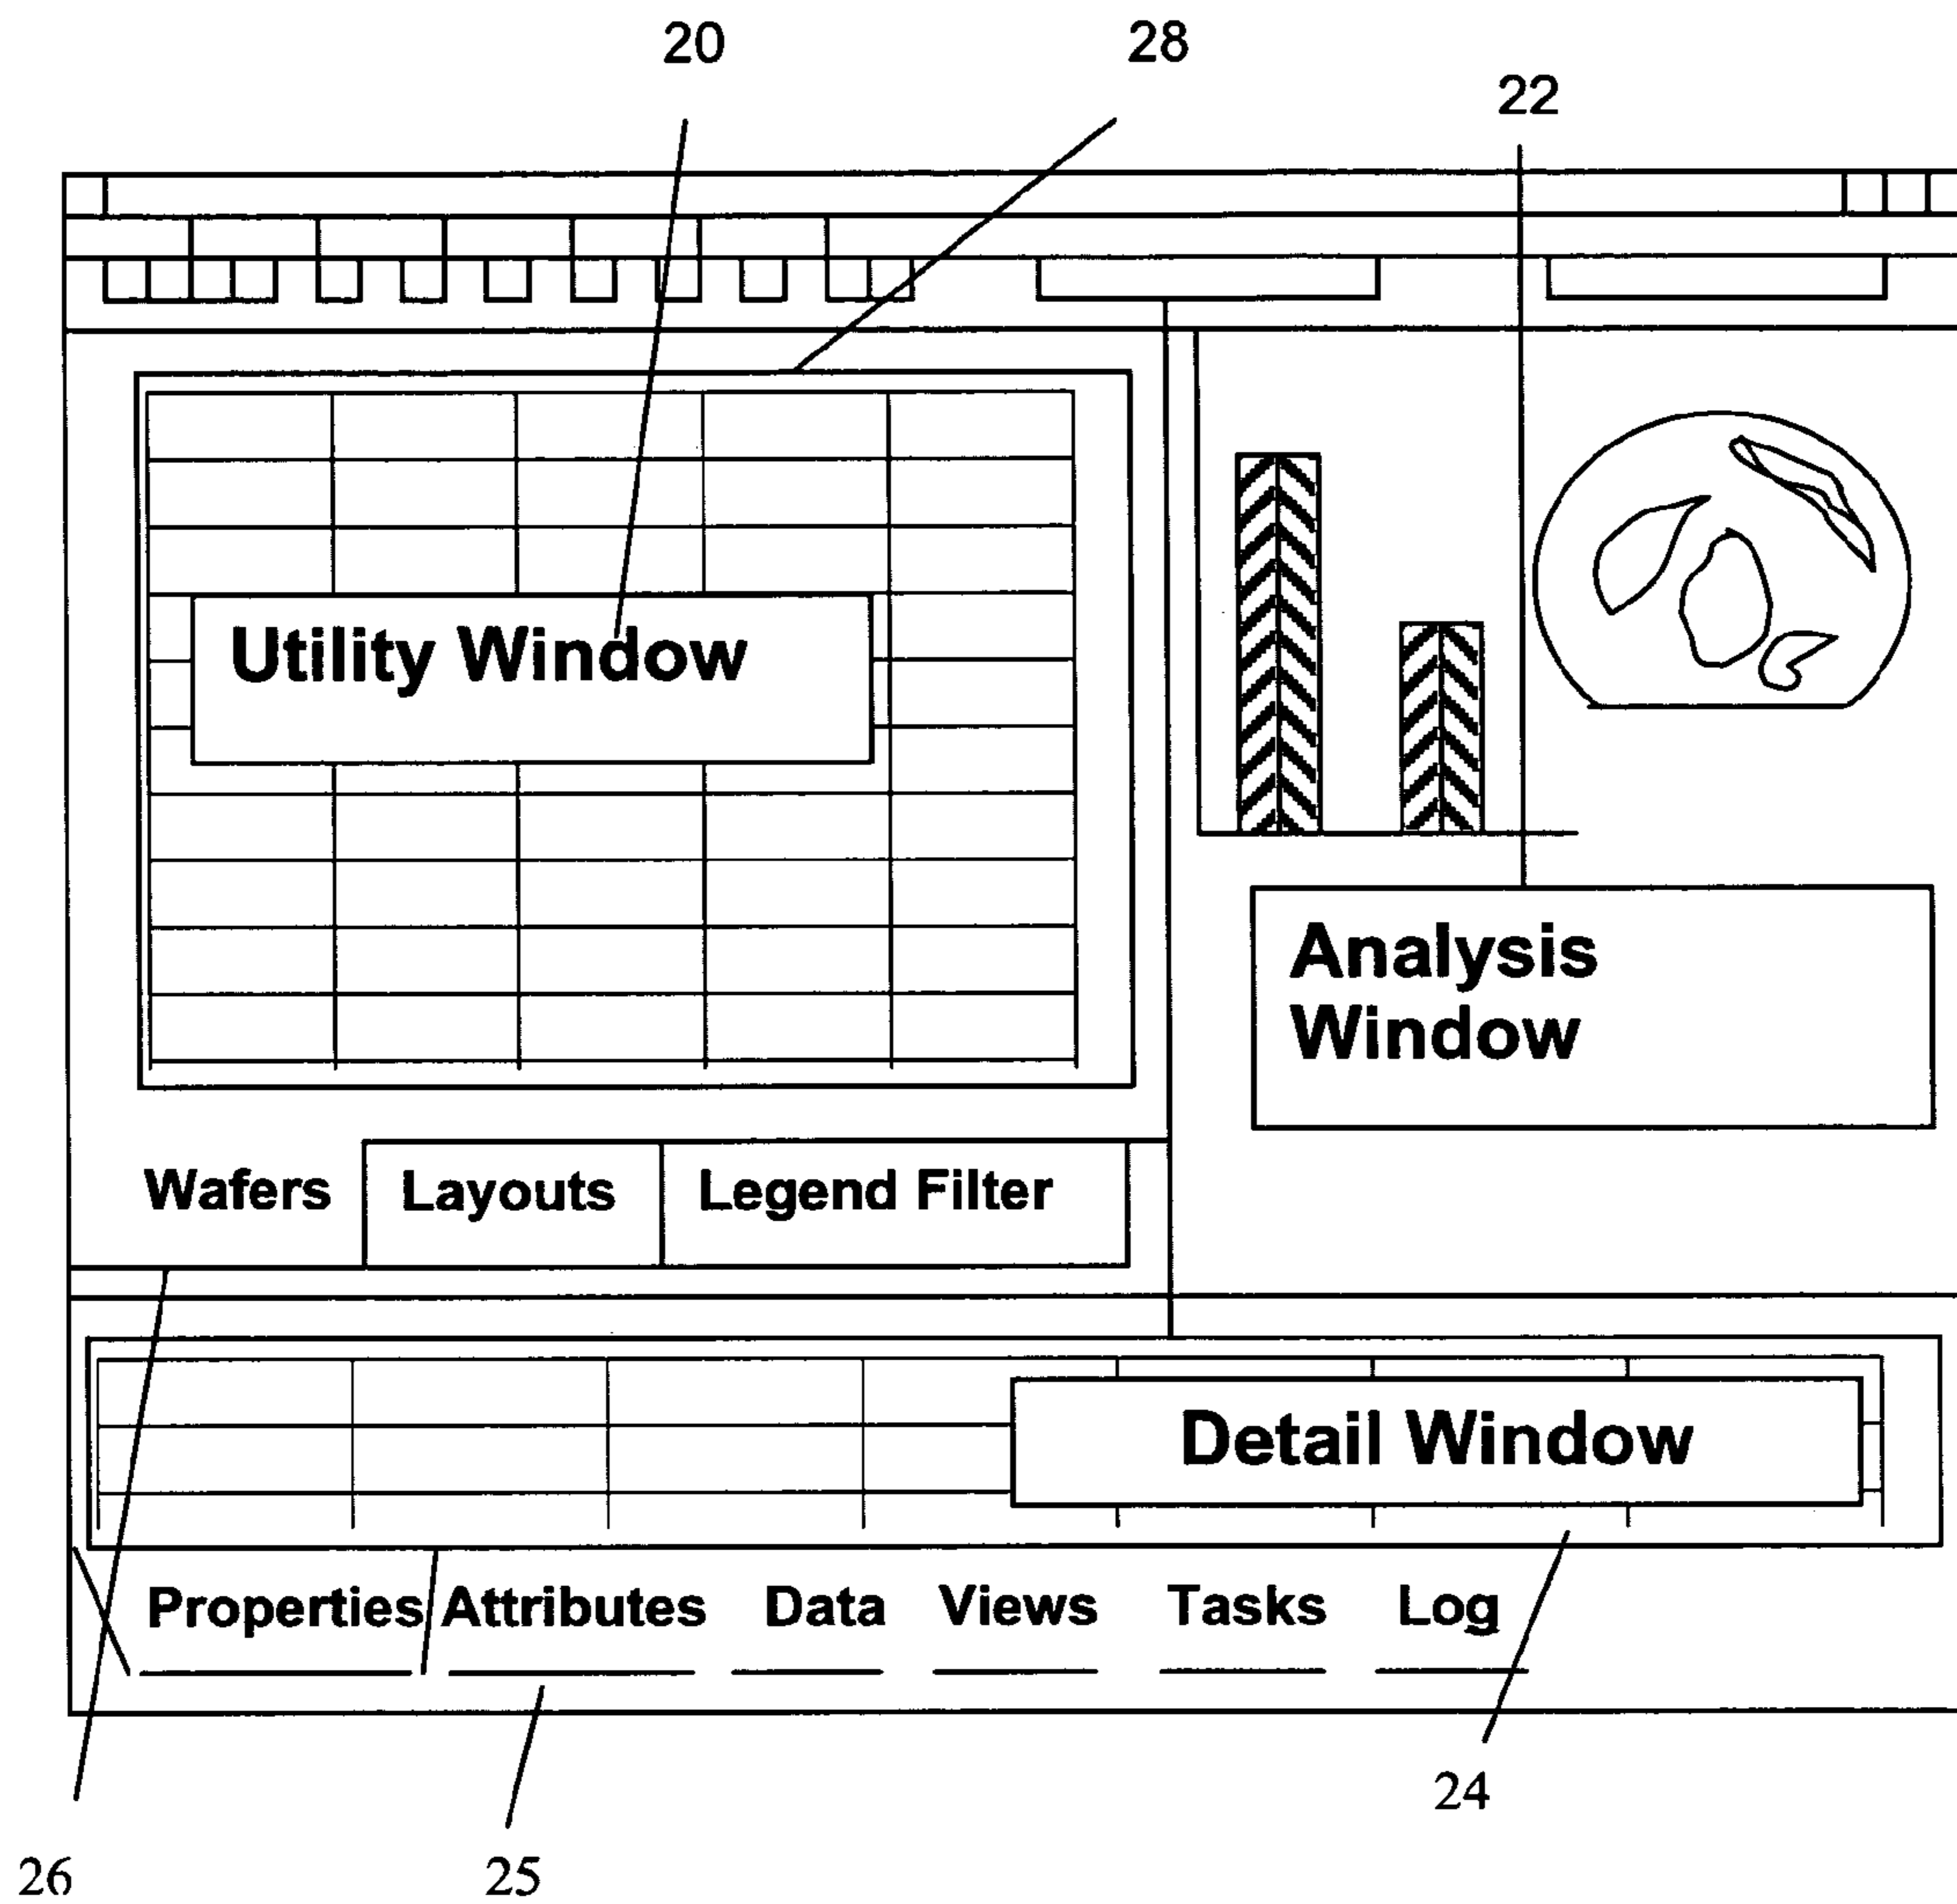 20
28
22
Utility Window
Analysis
Window
Wafers Layouts Legend Filter
Detail Window
Properties Attributes Data Views Tasks Log
24
26
25